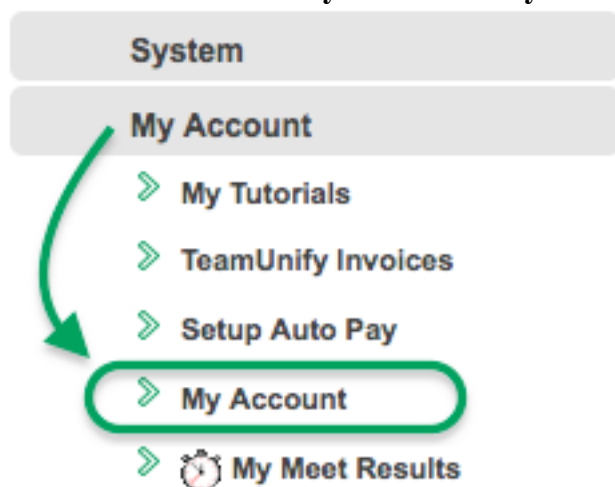 System
My Account
My Tutorials
TeamUnify Invoices
Setup Auto Pay
My Account
My Meet Results